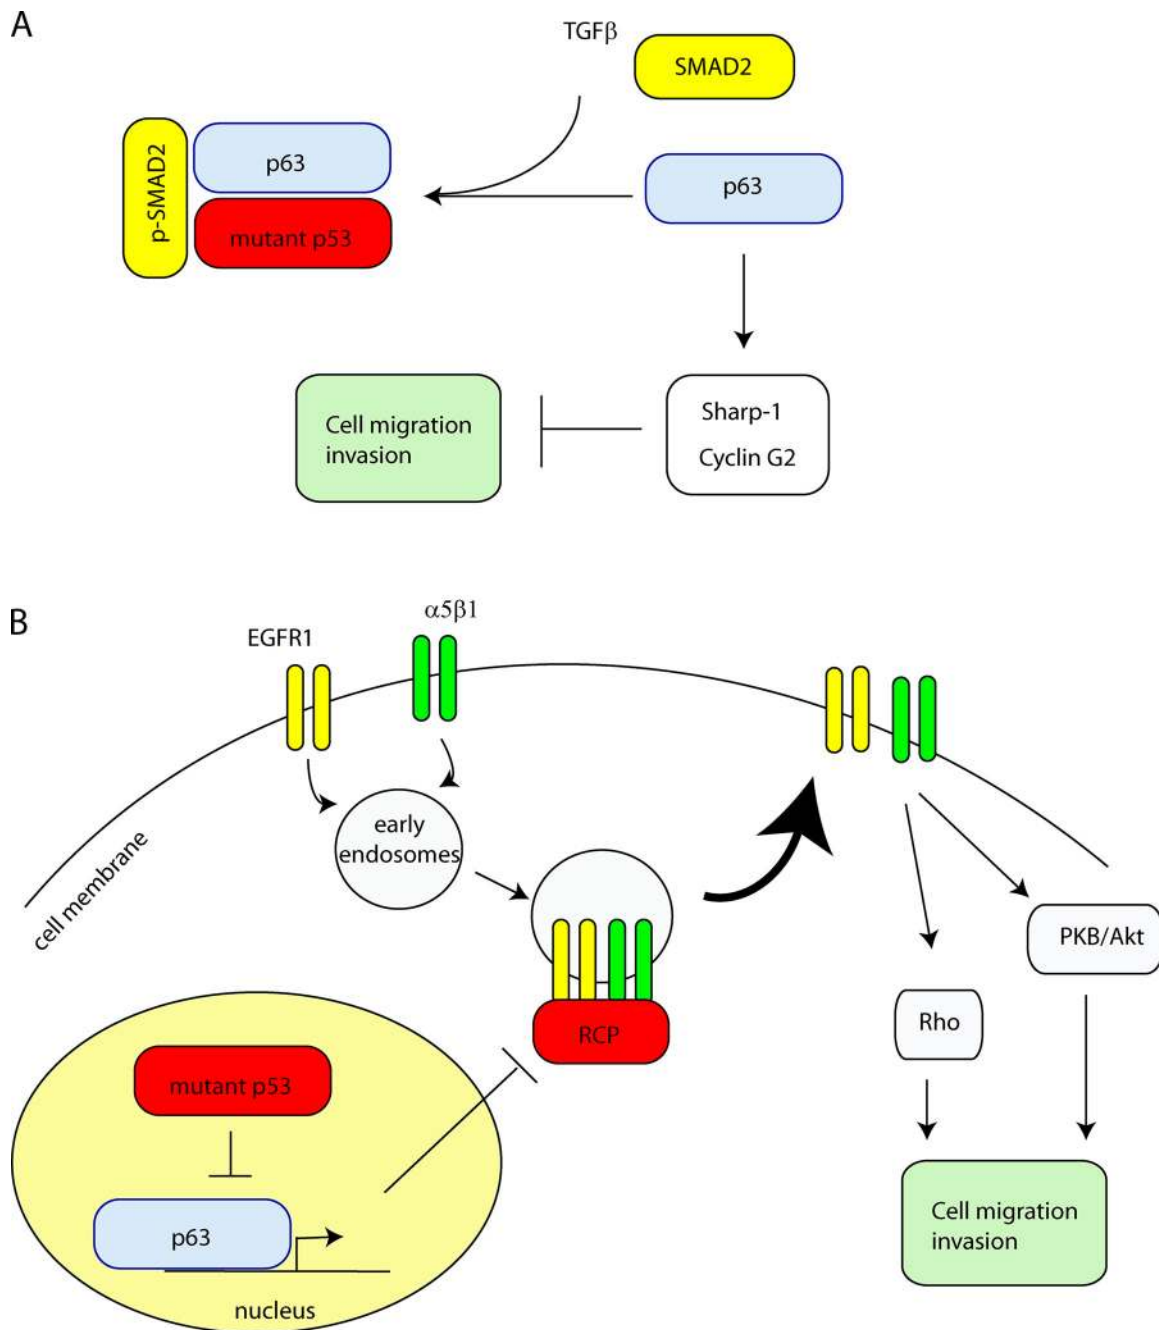 A
TGFβ
SMAD2
p-SMAD2
p63
mutant p53
p63
Cell migration
invasion
Sharp-1
Cyclin G2
B
EGFR1
α5β1
cell membrane
early
endosomes
RCP
PKB/Akt
Rho
mutant p53
p63
nucleus
Cell migration
invasion